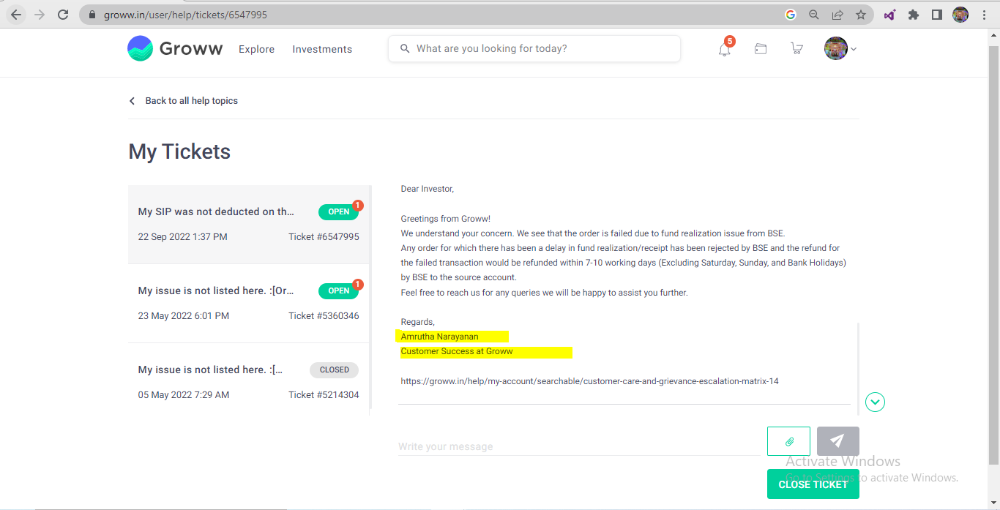 groww.in/user/help/tickets/6547995
Groww
Explore
Investments
What are you looking for today?
5
Back to all help topics
My Tickets
My SIP was not deducted on th...
OPEN
1
22 Sep 2022 1:37 PM
Ticket #6547995
My issue is not listed here. :[Or...
OPEN
1
23 May 2022 6:01 PM
Ticket #5360346
My issue is not listed here. :[...
CLOSED
05 May 2022 7:29 AM
Ticket #5214304
Dear Investor,
Greetings from Groww!
We understand your concern. We see that the order is failed due to fund realization issue from BSE.
Any order for which there has been a delay in fund realization/receipt has been rejected by BSE and the refund for
the failed transaction would be refunded within 7-10 working days (Excluding Saturday, Sunday, and Bank Holidays)
by BSE to the source account.
Feel free to reach us for any queries we will be happy to assist you further.
Regards,
Amrutha Narayanan
Customer Success at Groww
https://groww.in/help/my-account/searchable/customer-care-and-grievance-escalation-matrix-14
Write your message
Activate Windows
Go to Settings to activate Windows.
CLOSE TICKET